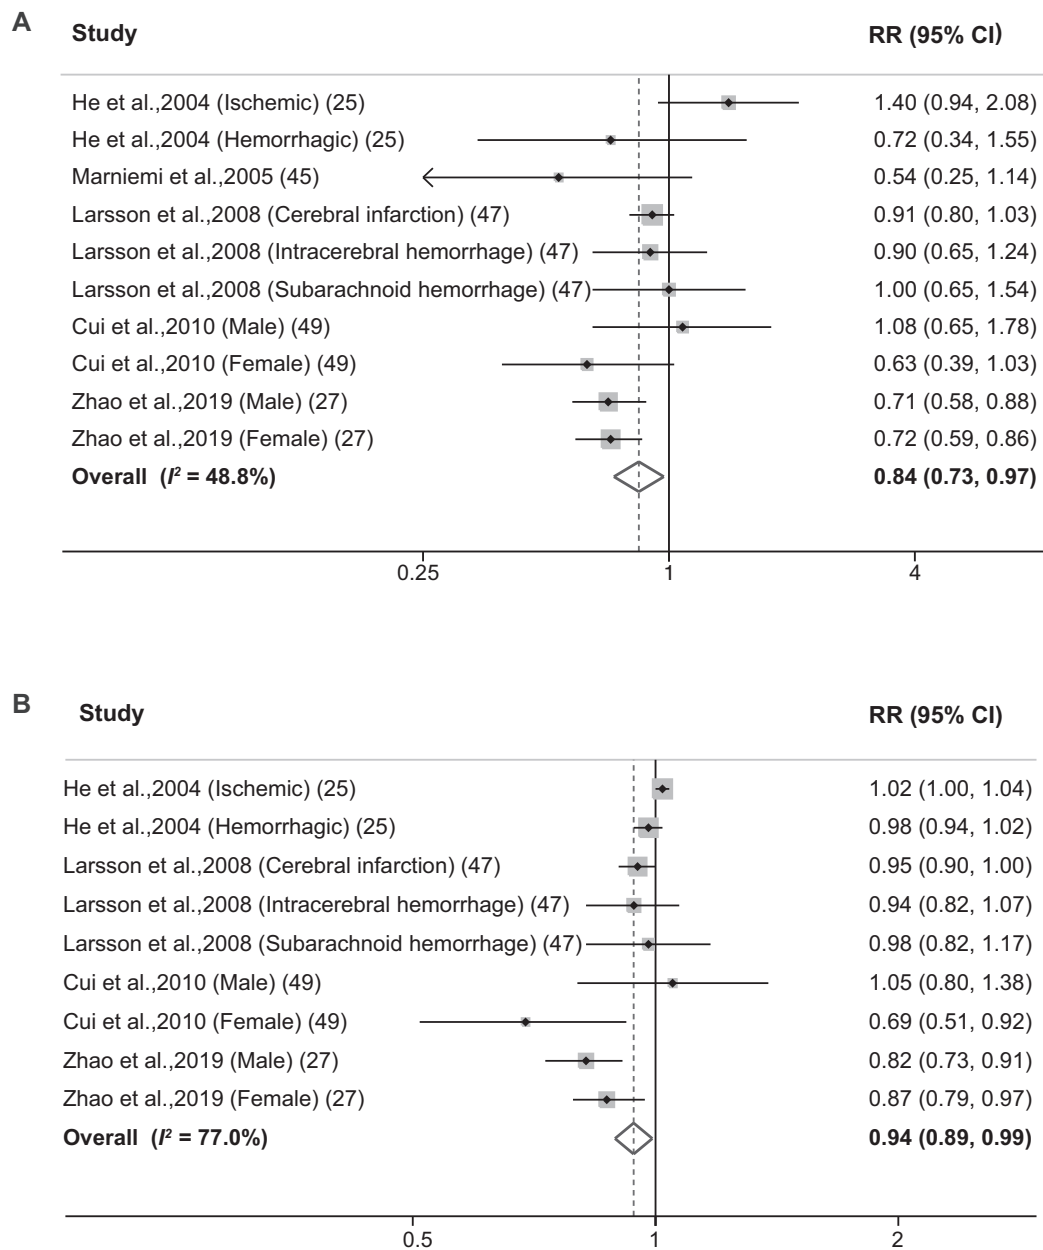 A
Study RR (95% CI)
He et al.,2004 (Ischemic) (25) 1.40 (0.94, 2.08)
He et al.,2004 (Hemorrhagic) (25) 0.72 (0.34, 1.55)
Marniemi et al.,2005 (45) 0.54 (0.25, 1.14)
Larsson et al.,2008 (Cerebral infarction) (47) 0.91 (0.80, 1.03)
Larsson et al.,2008 (Intracerebral hemorrhage) (47) 0.90 (0.65, 1.24)
Larsson et al.,2008 (Subarachnoid hemorrhage) (47) 1.00 (0.65, 1.54)
Cui et al.,2010 (Male) (49) 1.08 (0.65, 1.78)
Cui et al.,2010 (Female) (49) 0.63 (0.39, 1.03)
Zhao et al.,2019 (Male) (27) 0.71 (0.58, 0.88)
Zhao et al.,2019 (Female) (27) 0.72 (0.59, 0.86)
Overall (I² = 48.8%) 0.84 (0.73, 0.97)
0.25 1 4
B
Study RR (95% CI)
He et al.,2004 (Ischemic) (25) 1.02 (1.00, 1.04)
He et al.,2004 (Hemorrhagic) (25) 0.98 (0.94, 1.02)
Larsson et al.,2008 (Cerebral infarction) (47) 0.95 (0.90, 1.00)
Larsson et al.,2008 (Intracerebral hemorrhage) (47) 0.94 (0.82, 1.07)
Larsson et al.,2008 (Subarachnoid hemorrhage) (47) 0.98 (0.82, 1.17)
Cui et al.,2010 (Male) (49) 1.05 (0.80, 1.38)
Cui et al.,2010 (Female) (49) 0.69 (0.51, 0.92)
Zhao et al.,2019 (Male) (27) 0.82 (0.73, 0.91)
Zhao et al.,2019 (Female) (27) 0.87 (0.79, 0.97)
Overall (I² = 77.0%) 0.94 (0.89, 0.99)
0.5 1 2